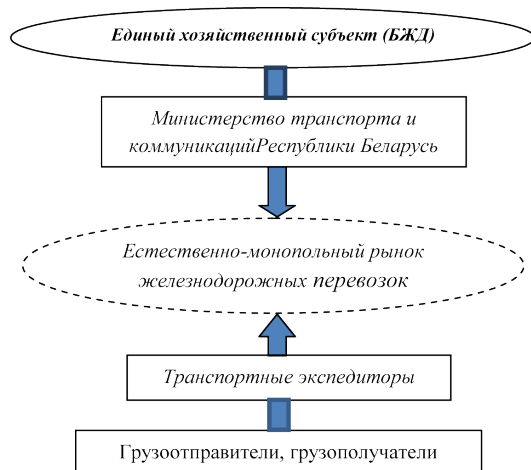 Единый хозяйственный субъект (БЖД)
Министерство транспорта и
коммуникацийРеспублики Беларусь
Естественно-монопольный рынок
железнодорожных перевозок
Транспортные экспедиторы
Грузоотправители, грузополучатели